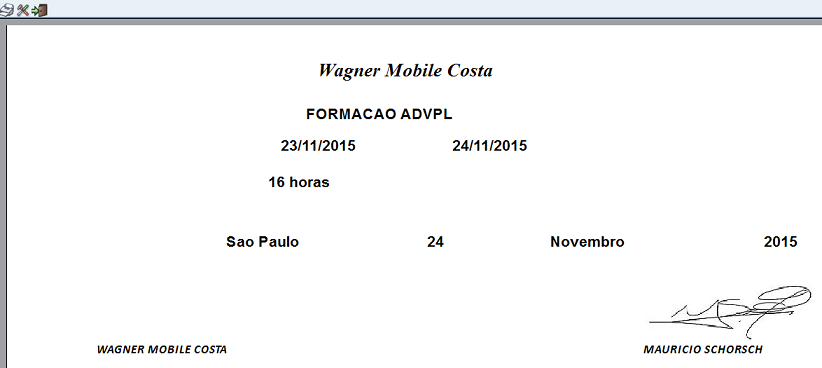 Wagner Mobile Costa
FORMACAO ADVPL
23/11/2015 24/11/2015
16 horas
Sao Paulo 24 Novembro 2015
WAGNER MOBILE COSTA MAURICIO SCHORSCH